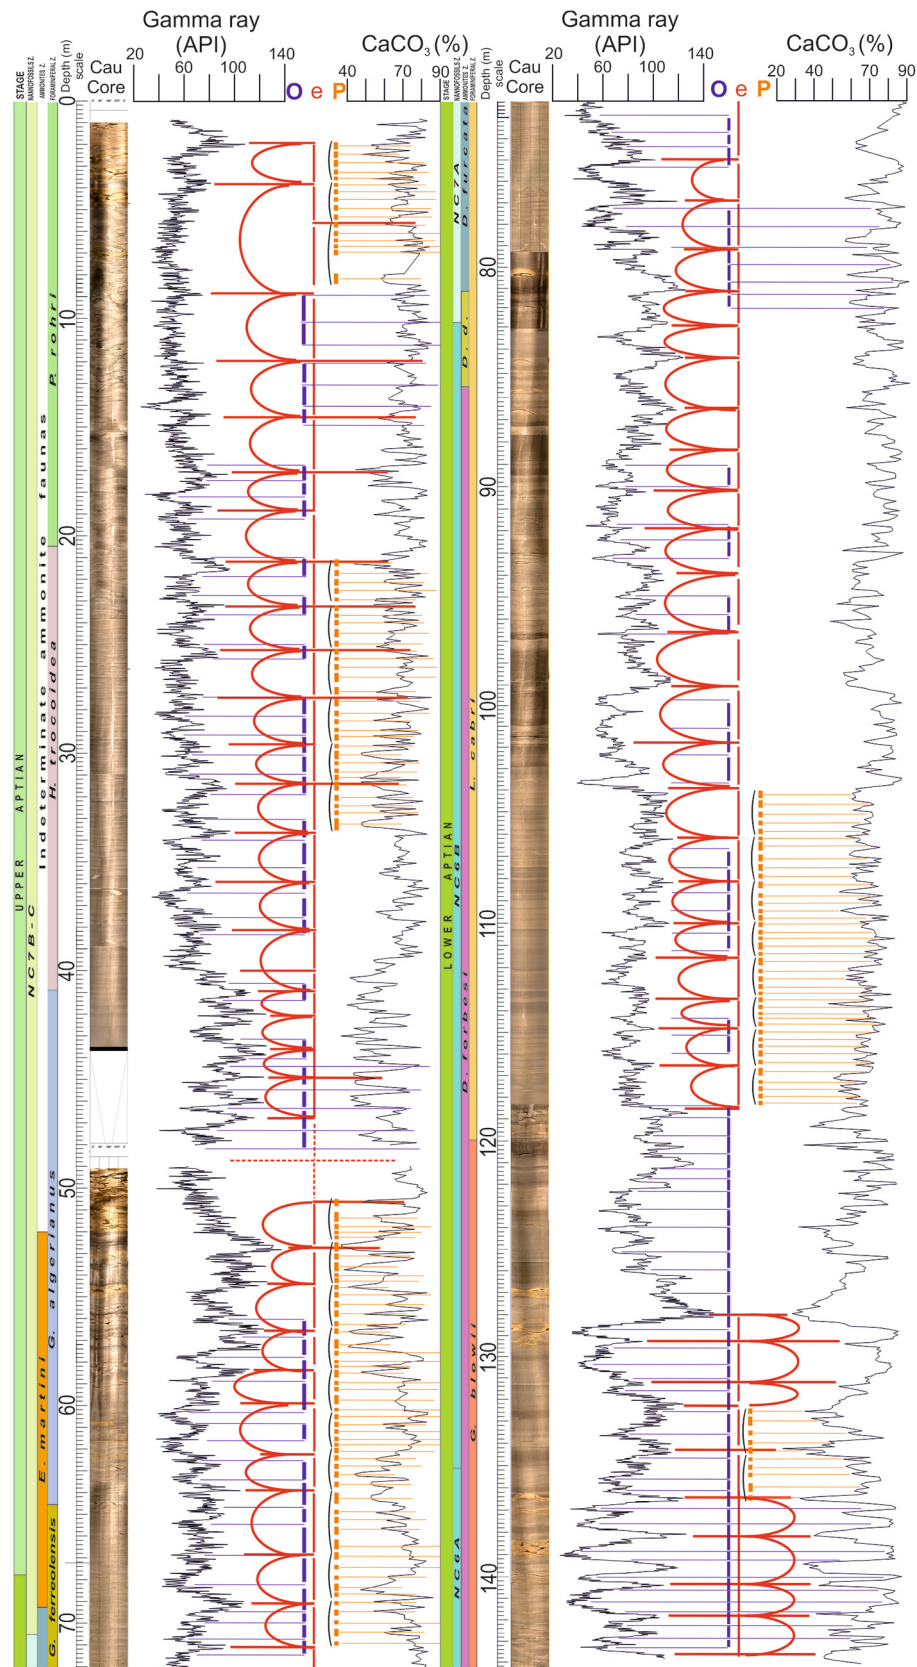 Gamma ray
(API)
20
60
100
140
O e P
CaCO3 (%)
40
70
90
STAGE
NANNOFOSSILS Z.
AMMONITES Z.
FORAMINIFERAL Z.
Depth (m)
scale
Cau
Core
0
10
20
30
40
50
60
70
UPPER APTIAN
NC7B-C
Indeterminate ammonite faunas
E. martini
P. rohri
H. trocoidea
G. algerianus
G. ferreolensis
Gamma ray
(API)
20
60
100
140
O e P
CaCO3 (%)
20
40
70
90
STAGE
NANNOFOSSILS Z.
AMMONITES Z.
FORAMINIFERAL Z.
Depth (m)
scale
Cau
Core
80
90
100
110
120
130
140
LOWER APTIAN
NC7A
NC6B
NC6A
D. furcata
D. d.
D. forbesi
L. cabri
G. blowii